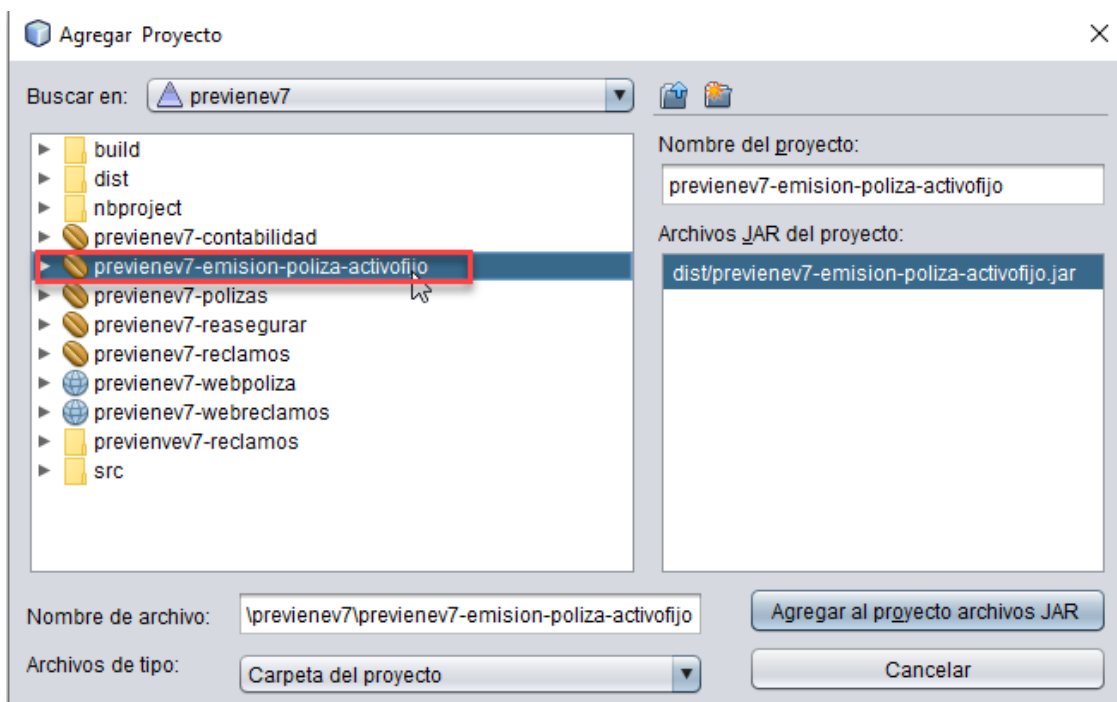 Agregar Proyecto
Buscar en:
previenev7
build
dist
nbproject
previenev7-contabilidad
previenev7-emision-poliza-activofijo
previenev7-polizas
previenev7-reasegurar
previenev7-reclamos
previenev7-webpoliza
previenev7-webreclamos
previenvev7-reclamos
src
Nombre del proyecto:
previenev7-emision-poliza-activofijo
Archivos JAR del proyecto:
dist/previenev7-emision-poliza-activofijo.jar
Nombre de archivo:
\previenev7\previenev7-emision-poliza-activofijo
Agregar al proyecto archivos JAR
Archivos de tipo:
Carpeta del proyecto
Cancelar